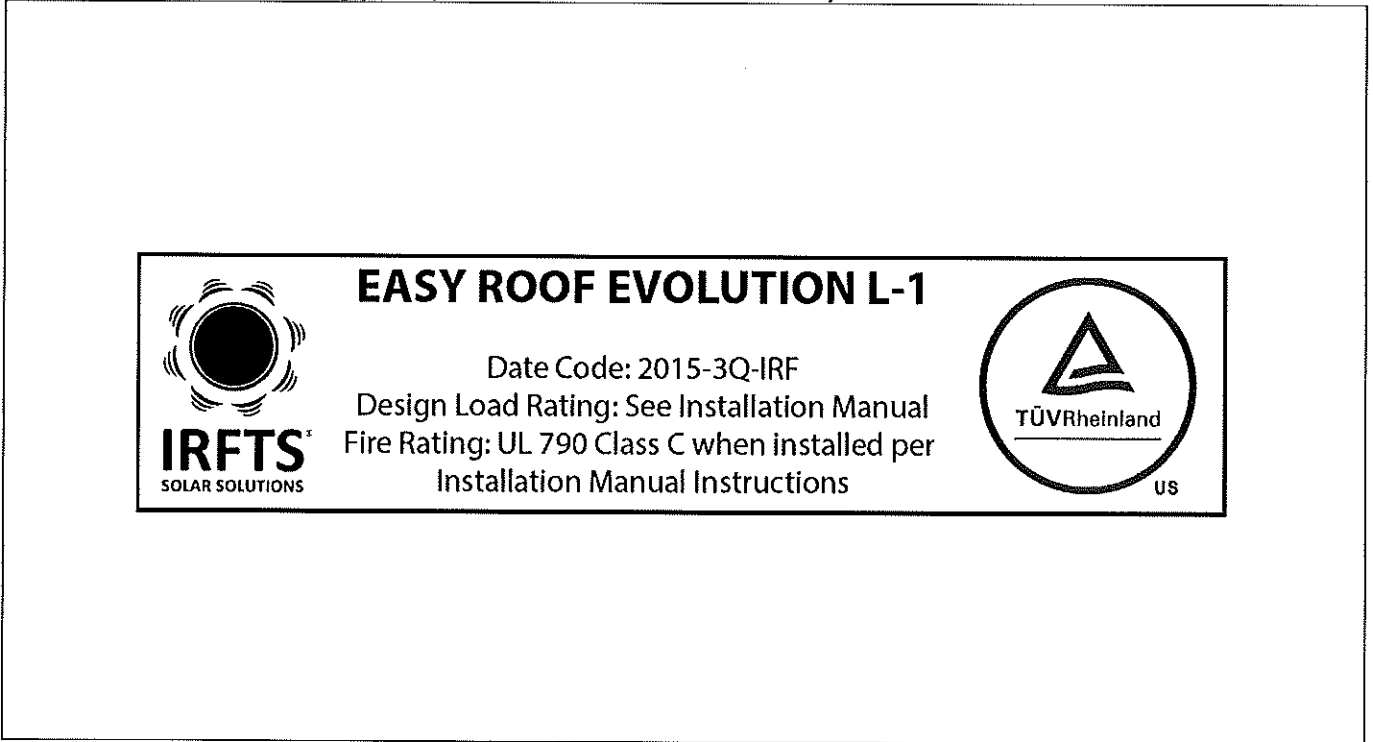 EASY ROOF EVOLUTION L-1
Date Code: 2015-3Q-IRF
Design Load Rating: See Installation Manual
Fire Rating: UL 790 Class C when installed per
Installation Manual Instructions
IRFTS
SOLAR SOLUTIONS
TÜVRheinland
US